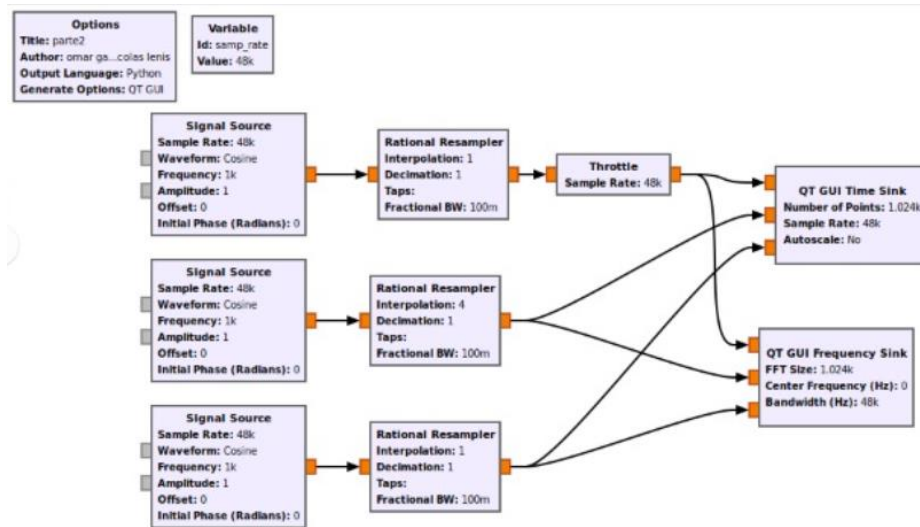 Options
Title: parte2
Author: omar ga...colas lenis
Output Language: Python
Generate Options: QT GUI
Variable
Id: samp_rate
Value: 48k
Signal Source
Sample Rate: 48k
Waveform: Cosine
Frequency: 1k
Amplitude: 1
Offset: 0
Initial Phase (Radians): 0
Rational Resampler
Interpolation: 1
Decimation: 1
Taps:
Fractional BW: 100m
Throttle
Sample Rate: 48k
QT GUI Time Sink
Number of Points: 1.024k
Sample Rate: 48k
Autoscale: No
Signal Source
Sample Rate: 48k
Waveform: Cosine
Frequency: 1k
Amplitude: 1
Offset: 0
Initial Phase (Radians): 0
Rational Resampler
Interpolation: 4
Decimation: 1
Taps:
Fractional BW: 100m
QT GUI Frequency Sink
FFT Size: 1.024k
Center Frequency (Hz): 0
Bandwidth (Hz): 48k
Signal Source
Sample Rate: 48k
Waveform: Cosine
Frequency: 1k
Amplitude: 1
Offset: 0
Initial Phase (Radians): 0
Rational Resampler
Interpolation: 1
Decimation: 1
Taps:
Fractional BW: 100m